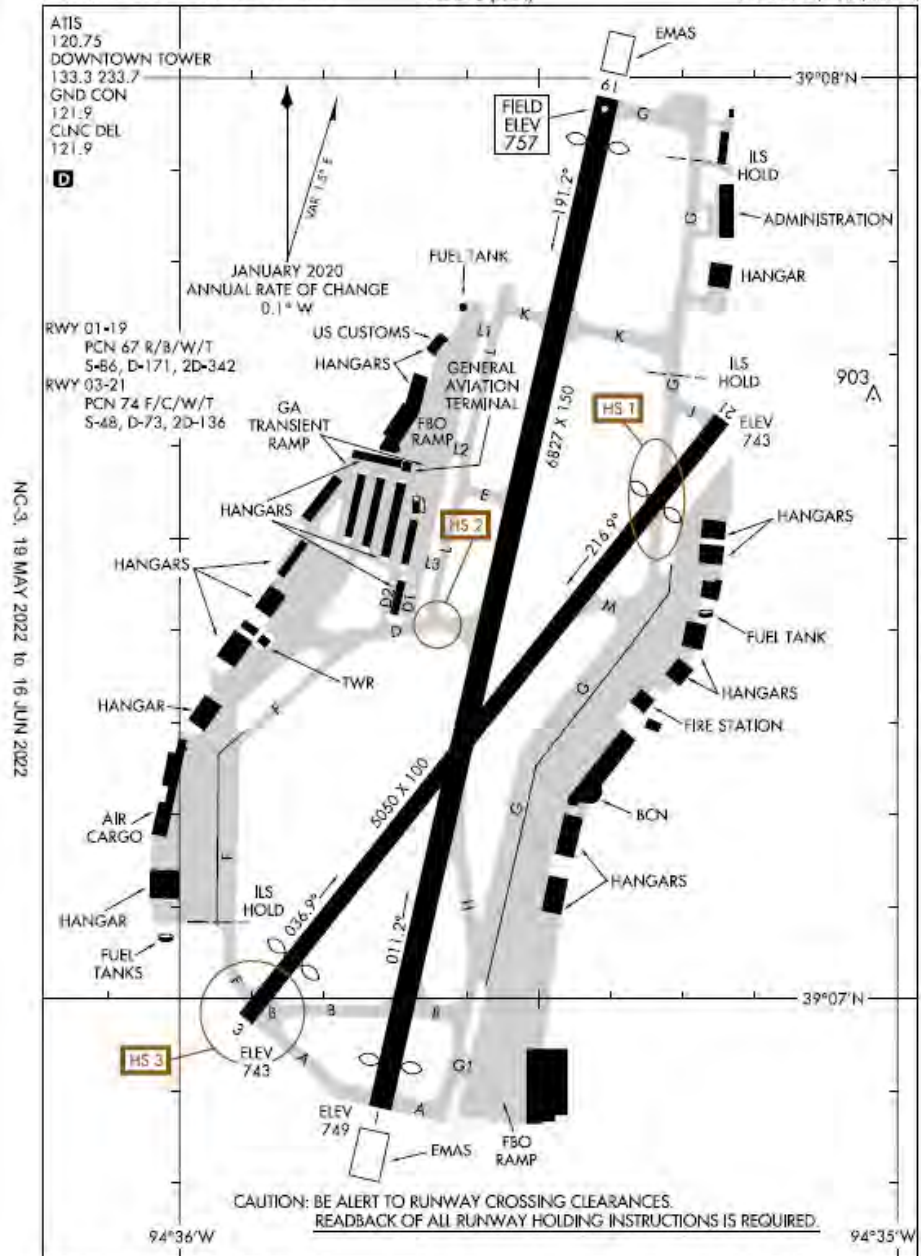 ATIS
120.75
DOWNTOWN TOWER
133.3 233.7
GND CON
121.9
CLNC DEL
121.9
D
VAR 1.5° E
JANUARY 2020
ANNUAL RATE OF CHANGE
0.1° W
RWY 01-19
PCN 67 R/B/W/T
S-86, D-171, 2D-342
RWY 03-21
PCN 74 F/C/W/T
S-48, D-73, 2D-136
EMAS
39°08'N
19
FIELD
ELEV
757
G
ILS
HOLD
191.2°
G
ADMINISTRATION
HANGAR
FUEL TANK
US CUSTOMS
HANGARS
L1
K
K
L
GENERAL
AVIATION
TERMINAL
G
ILS
HOLD
903
GA
TRANSIENT
RAMP
FBO
RAMP
L2
6827 X 150
HS 1
F
21
ELEV
743
E
HANGARS
HS 2
216.9°
HANGARS
HANGARS
L3
L
D2
D1
D
W
FUEL TANK
TWR
G
HANGARS
F
HANGAR
FIRE STATION
5050 X 100
G
BCN
AIR
CARGO
F
HANGARS
H
ILS
HOLD
036.9°
011.2°
HANGAR
FUEL
TANKS
F
39°07'N
3
B
B
B
HS 3
ELEV
743
A
G1
A
ELEV
749
1
EMAS
FBO
RAMP
CAUTION: BE ALERT TO RUNWAY CROSSING CLEARANCES.
READBACK OF ALL RUNWAY HOLDING INSTRUCTIONS IS REQUIRED.
94°36'W
94°35'W
NC-3, 19 MAY 2022 to 16 JUN 2022